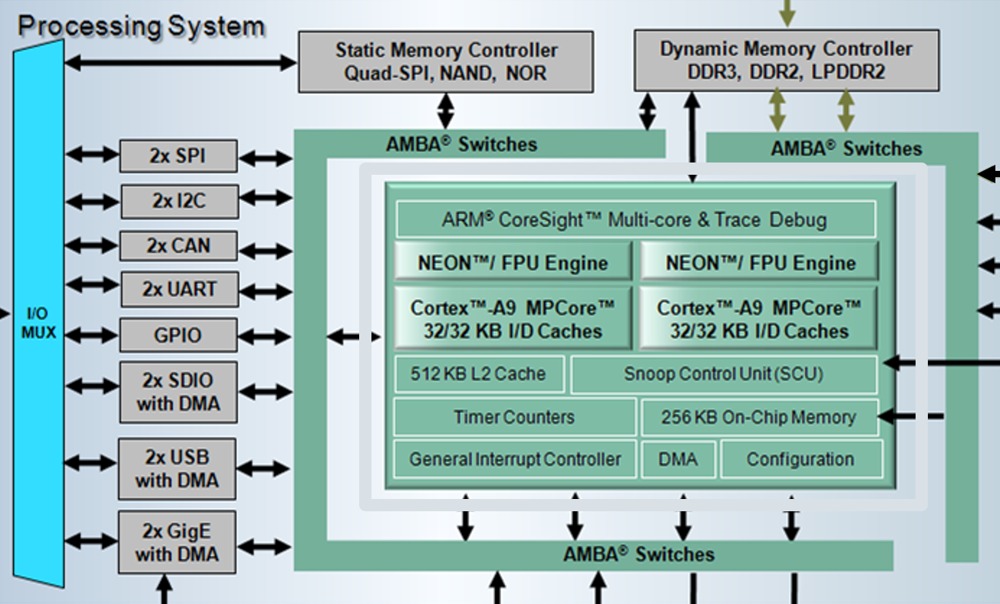 Processing System
Static Memory Controller
Quad-SPI, NAND, NOR
Dynamic Memory Controller
DDR3, DDR2, LPDDR2
AMBA® Switches
AMBA® Switches
2x SPI
2x I2C
2x CAN
2x UART
GPIO
2x SDIO
with DMA
2x USB
with DMA
2x GigE
with DMA
I/O
MUX
ARM® CoreSight™ Multi-core & Trace Debug
NEON™/ FPU Engine
NEON™/ FPU Engine
Cortex™-A9 MPCore™
32/32 KB I/D Caches
Cortex™-A9 MPCore™
32/32 KB I/D Caches
512 KB L2 Cache
Snoop Control Unit (SCU)
Timer Counters
256 KB On-Chip Memory
General Interrupt Controller
DMA
Configuration
AMBA® Switches